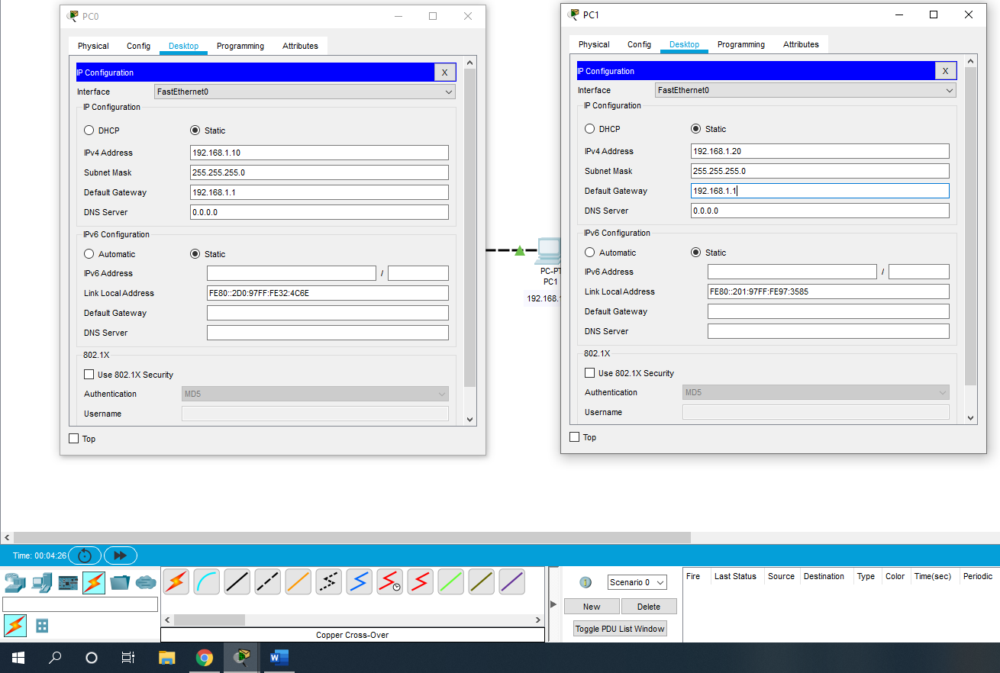 PC0
Physical Config Desktop Programming Attributes
IP Configuration X
Interface FastEthernet0
IP Configuration
DHCP Static
IPv4 Address 192.168.1.10
Subnet Mask 255.255.255.0
Default Gateway 192.168.1.1
DNS Server 0.0.0.0
IPv6 Configuration
Automatic Static
IPv6 Address /
Link Local Address FE80::2D0:97FF:FE32:4C6E
Default Gateway
DNS Server
802.1X
Use 802.1X Security
Authentication MD5
Username
Top
PC-PT
PC1
192.168.1
PC1
Physical Config Desktop Programming Attributes
IP Configuration X
Interface FastEthernet0
IP Configuration
DHCP Static
IPv4 Address 192.168.1.20
Subnet Mask 255.255.255.0
Default Gateway 192.168.1.1
DNS Server 0.0.0.0
IPv6 Configuration
Automatic Static
IPv6 Address /
Link Local Address FE80::201:97FF:FE97:3585
Default Gateway
DNS Server
802.1X
Use 802.1X Security
Authentication MD5
Username
Top
Time: 00:04:26
Copper Cross-Over
Scenario 0
New Delete
Toggle PDU List Window
Fire Last Status Source Destination Type Color Time(sec) Periodic